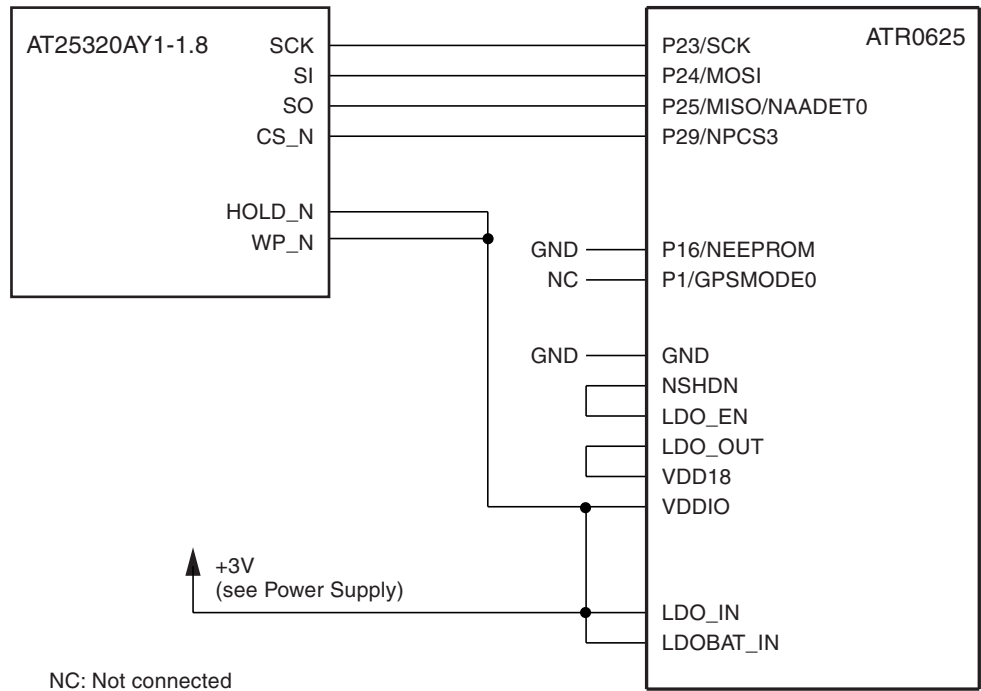 AT25320AY1-1.8
SCK
SI
SO
CS_N
HOLD_N
WP_N
ATR0625
P23/SCK
P24/MOSI
P25/MISO/NAADET0
P29/NPCS3
GND
P16/NEEPROM
NC
P1/GPSMODE0
GND
GND
NSHDN
LDO_EN
LDO_OUT
VDD18
VDDIO
+3V
(see Power Supply)
LDO_IN
LDOBAT_IN
NC: Not connected